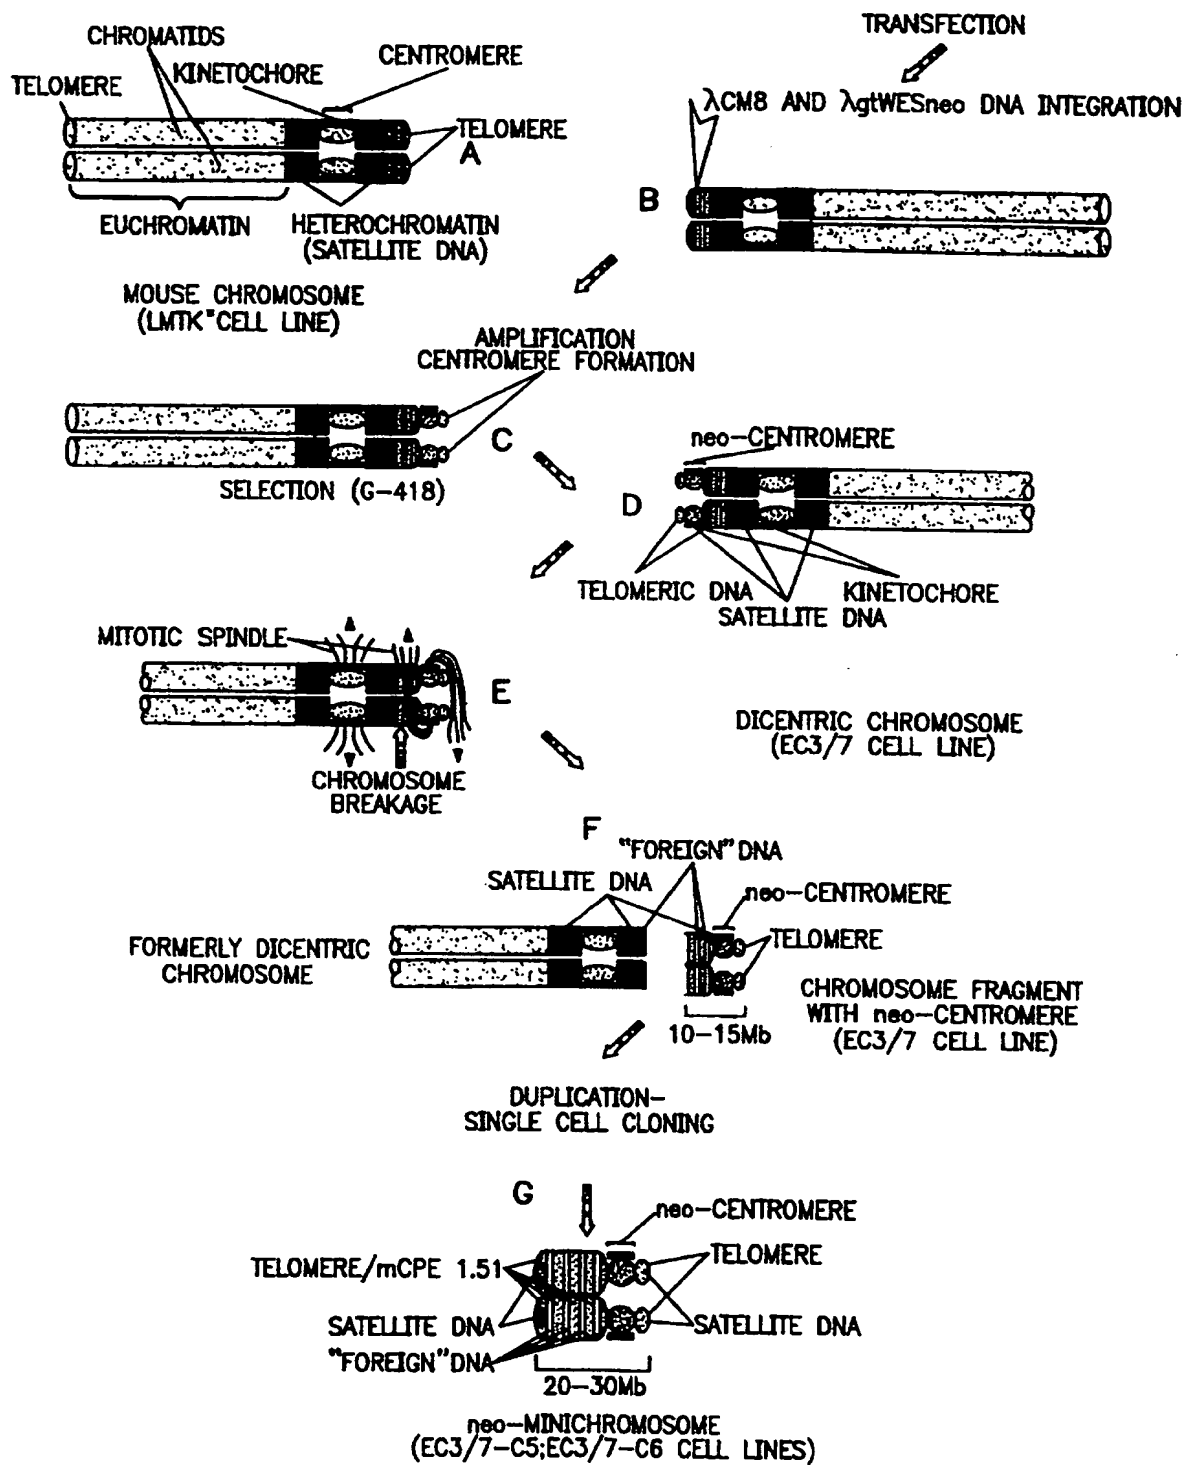 CHROMATIDS
CENTROMERE
KINETOCHORE
TELOMERE
TELOMERE
A
EUCHROMATIN
HETEROCHROMATIN
(SATELLITE DNA)
MOUSE CHROMOSOME
(LMTK⁻ CELL LINE)
TRANSFECTION
λCM8 AND λgtWESneo DNA INTEGRATION
B
AMPLIFICATION
CENTROMERE FORMATION
C
SELECTION (G-418)
neo-CENTROMERE
D
TELOMERIC DNA
KINETOCHORE
SATELLITE DNA
MITOTIC SPINDLE
E
CHROMOSOME
BREAKAGE
DICENTRIC CHROMOSOME
(EC3/7 CELL LINE)
F
"FOREIGN" DNA
SATELLITE DNA
neo-CENTROMERE
TELOMERE
FORMERLY DICENTRIC
CHROMOSOME
CHROMOSOME FRAGMENT
WITH neo-CENTROMERE
(EC3/7 CELL LINE)
10-15Mb
DUPLICATION-
SINGLE CELL CLONING
G
neo-CENTROMERE
TELOMERE/mCPE 1.51
TELOMERE
SATELLITE DNA
SATELLITE DNA
"FOREIGN" DNA
20-30Mb
neo-MINICHROMOSOME
(EC3/7-C5;EC3/7-C6 CELL LINES)